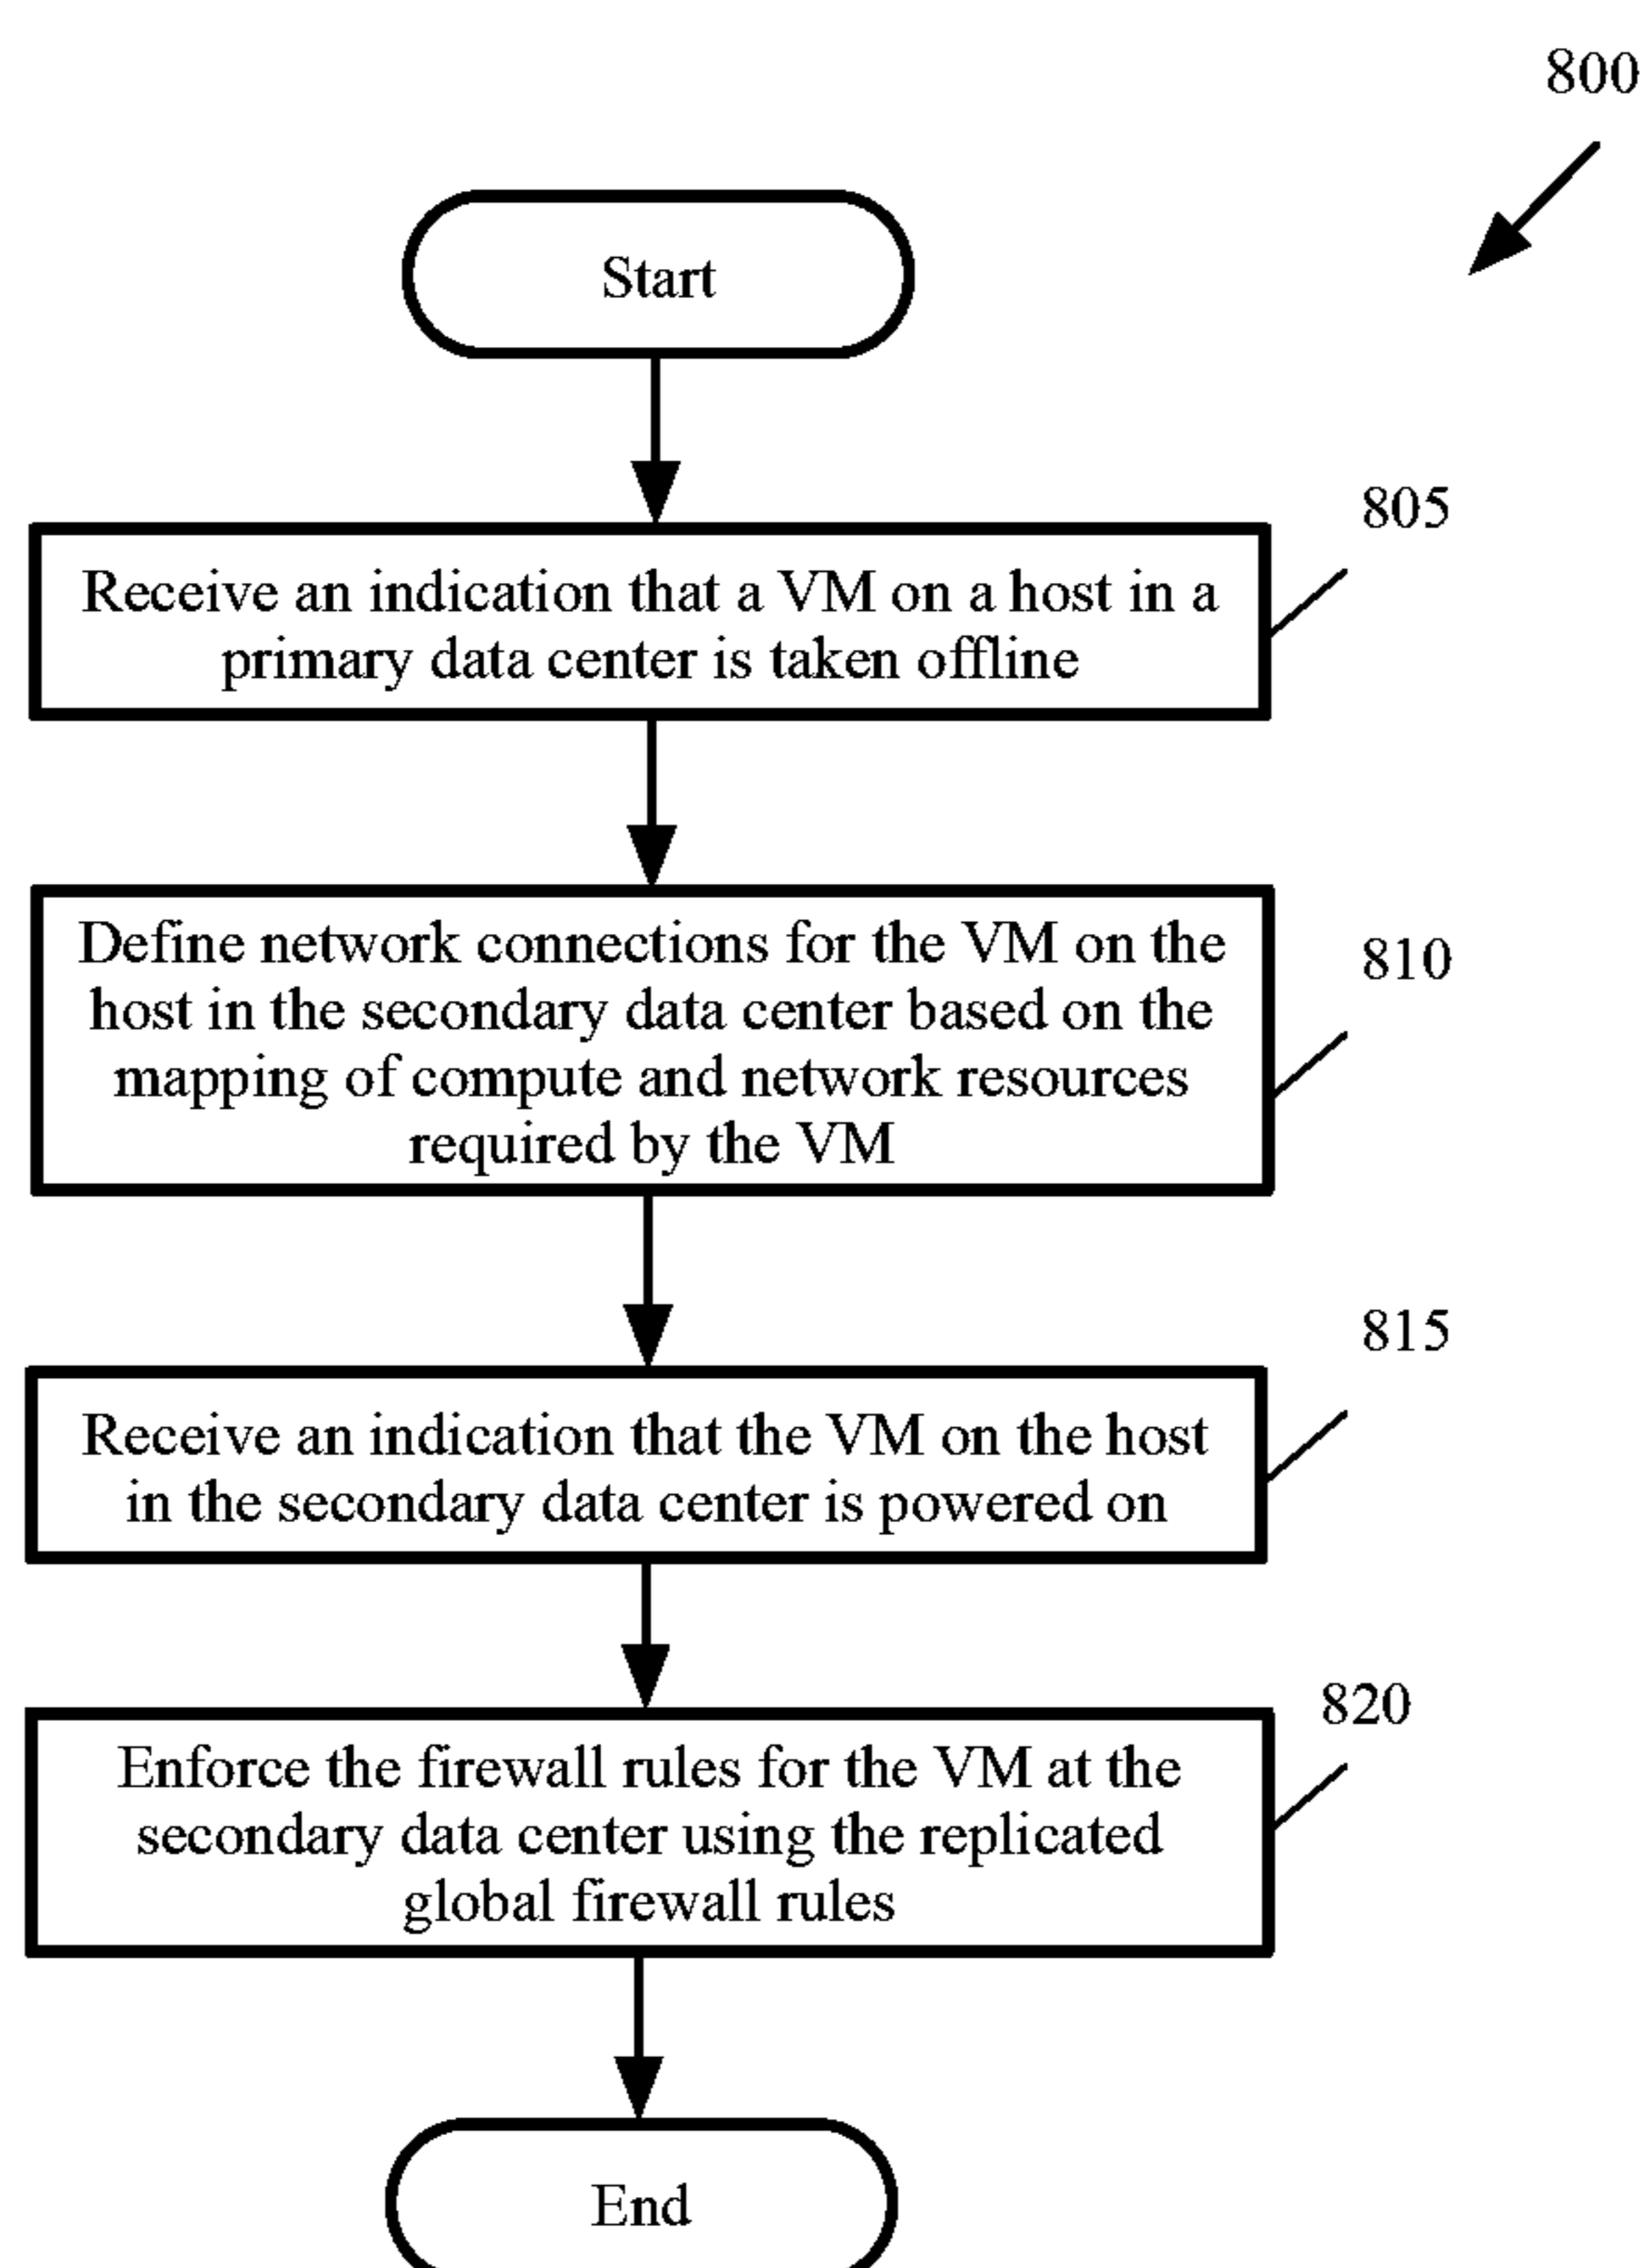 800
Start
805
Receive an indication that a VM on a host in a
primary data center is taken offline
810
Define network connections for the VM on the
host in the secondary data center based on the
mapping of compute and network resources
required by the VM
815
Receive an indication that the VM on the host
in the secondary data center is powered on
820
Enforce the firewall rules for the VM at the
secondary data center using the replicated
global firewall rules
End